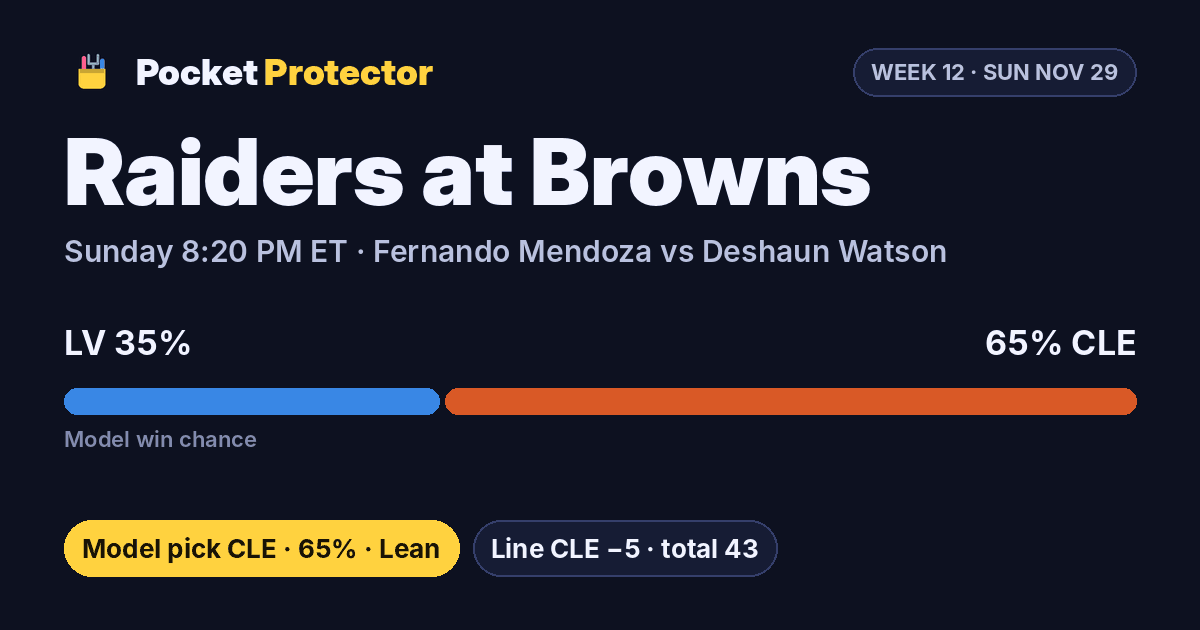 Pocket Protector
WEEK 12 · SUN NOV 29
Raiders at Browns
Sunday 8:20 PM ET · Fernando Mendoza vs Deshaun Watson
LV 35%
65% CLE
Model win chance
Model pick CLE · 65% · Lean
Line CLE −5 · total 43